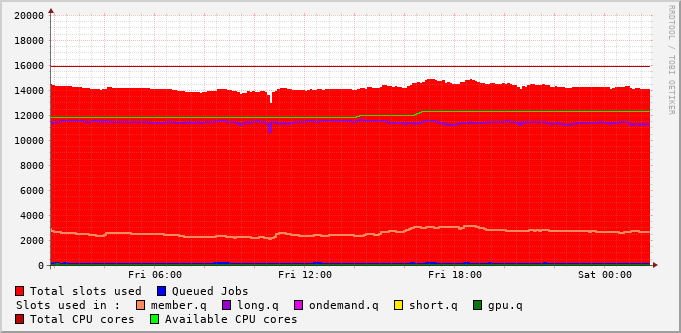 20000
18000
16000
14000
12000
10000
8000
6000
4000
2000
0
Fri 06:00 Fri 12:00 Fri 18:00 Sat 00:00
RRDTOOL / TOBI OETIKER
Total slots used Queued Jobs
Slots used in : member.q long.q ondemand.q short.q gpu.q
Total CPU cores Available CPU cores